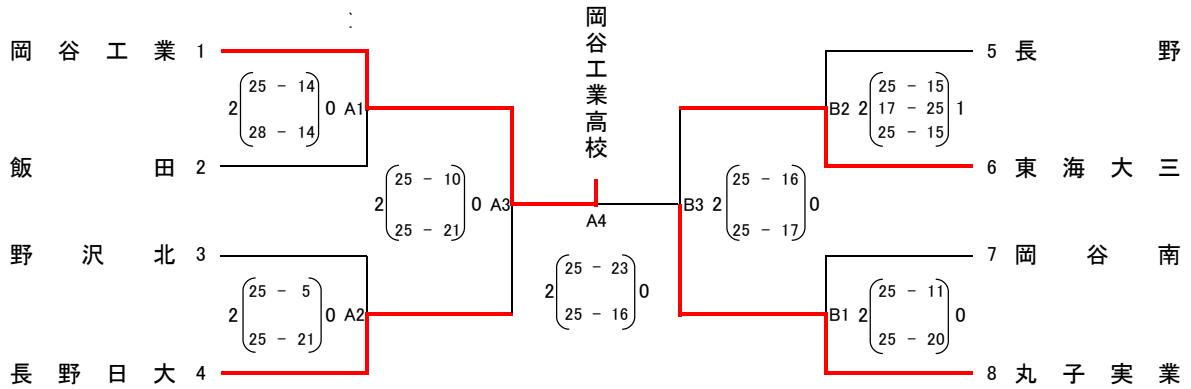 岡谷工業高校
岡谷工業 1
2 25 - 14 0 A1
28 - 14
飯田 2
2 25 - 10 0 A3
25 - 21
野沢北 3
2 25 - 5 0 A2
25 - 21
長野日大 4
A4
2 25 - 23 0
25 - 16
5 長野
B2 2 25 - 15 1
17 - 25
25 - 15
6 東海大三
B3 2 25 - 16 0
25 - 17
7 岡谷南
B1 2 25 - 11 0
25 - 20
8 丸子実業